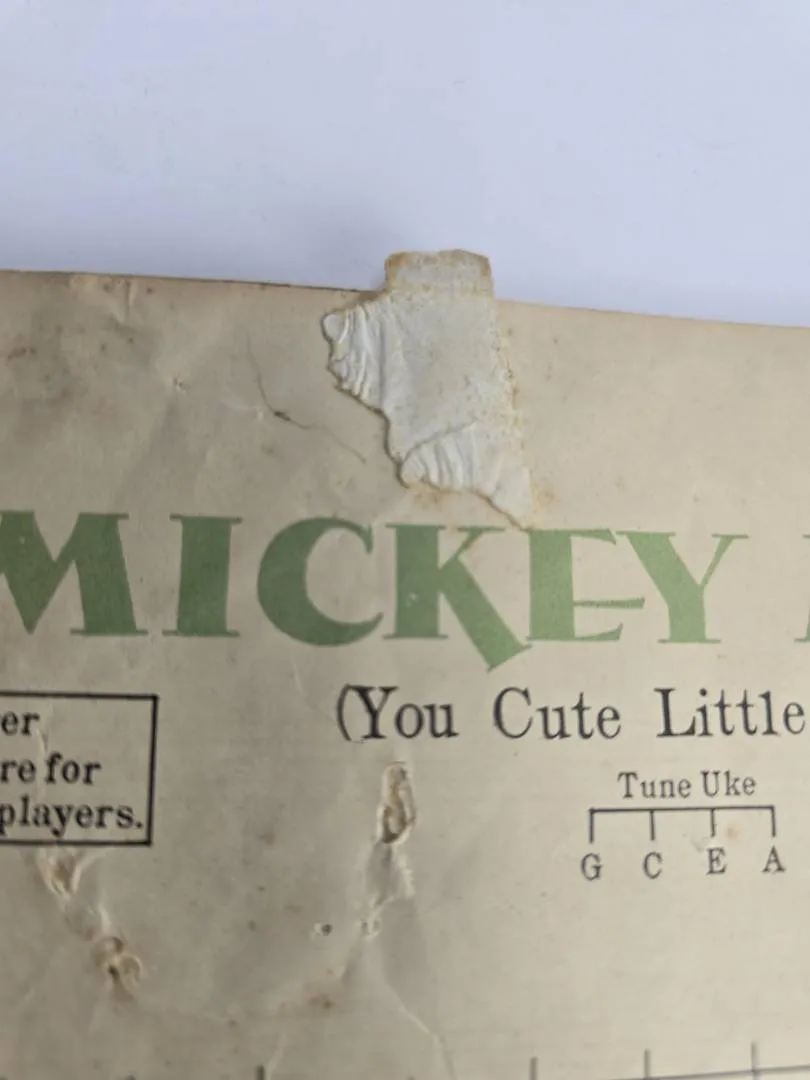 MICKEY
(You Cute Little
er
re for
players.
Tune Uke
G C E A